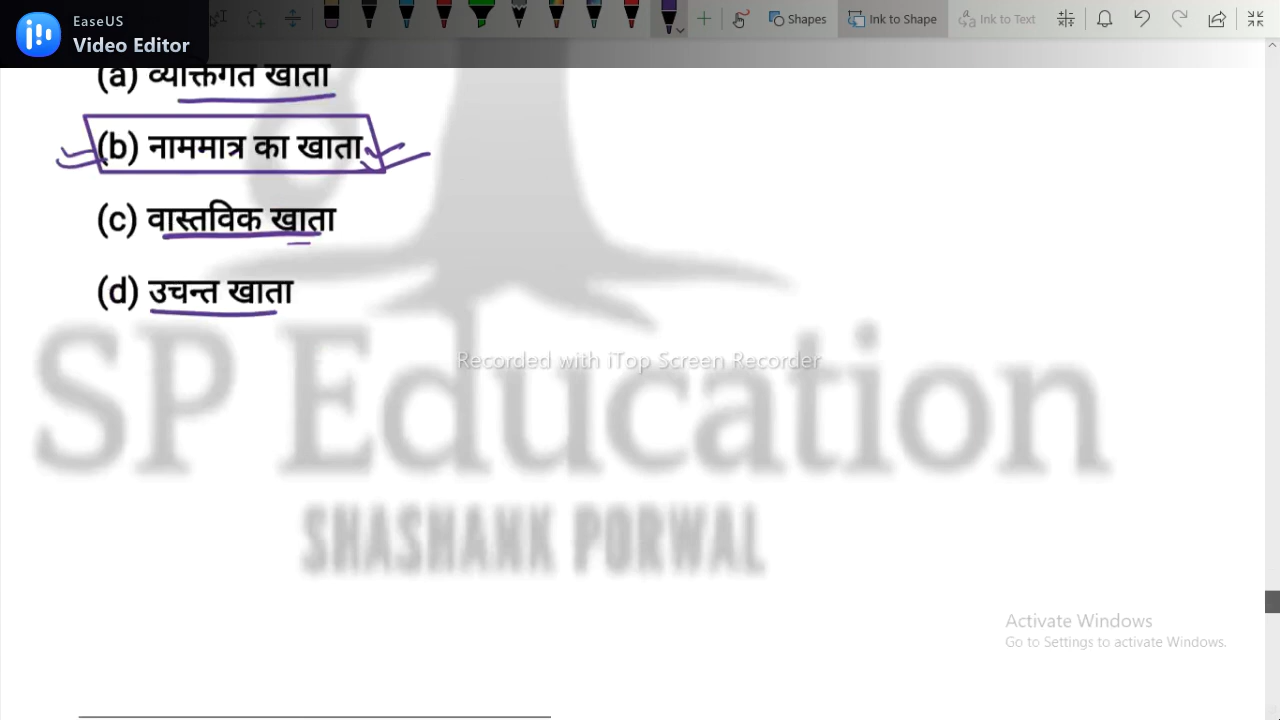 EaseUS
Video Editor
Shapes
Ink to Shape
Ink to Text
(a) व्यक्तिगत खाता
(b) नाममात्र का खाता
(c) वास्तविक खाता
(d) उचन्त खाता
Recorded with iTop Screen Recorder
SP Education
SHASHANK PORWAL
Activate Windows
Go to Settings to activate Windows.